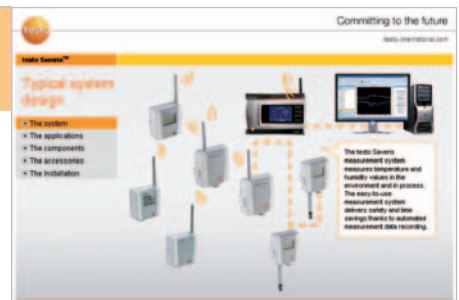 Committing to the future
testo
testo-international.com
testo Saveris™
Typical system
design
+ The system
+ The applications
+ The components
+ The accessories
+ The installation
The testo Saveris
measurement system
measures temperature and
humidity values in the
environment and in process.
The easy-to-use
measurement system
delivers safety and time
savings thanks to automated
measurement data recording.